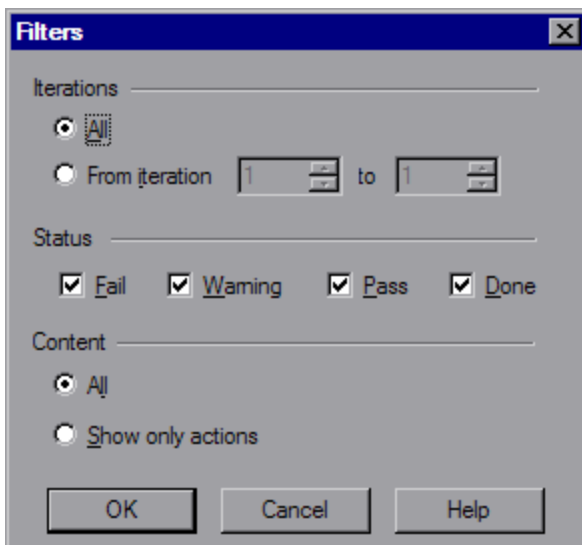 Filters
Iterations
All
From iteration 1 to 1
Status
Fail Warning Pass Done
Content
All
Show only actions
OK Cancel Help